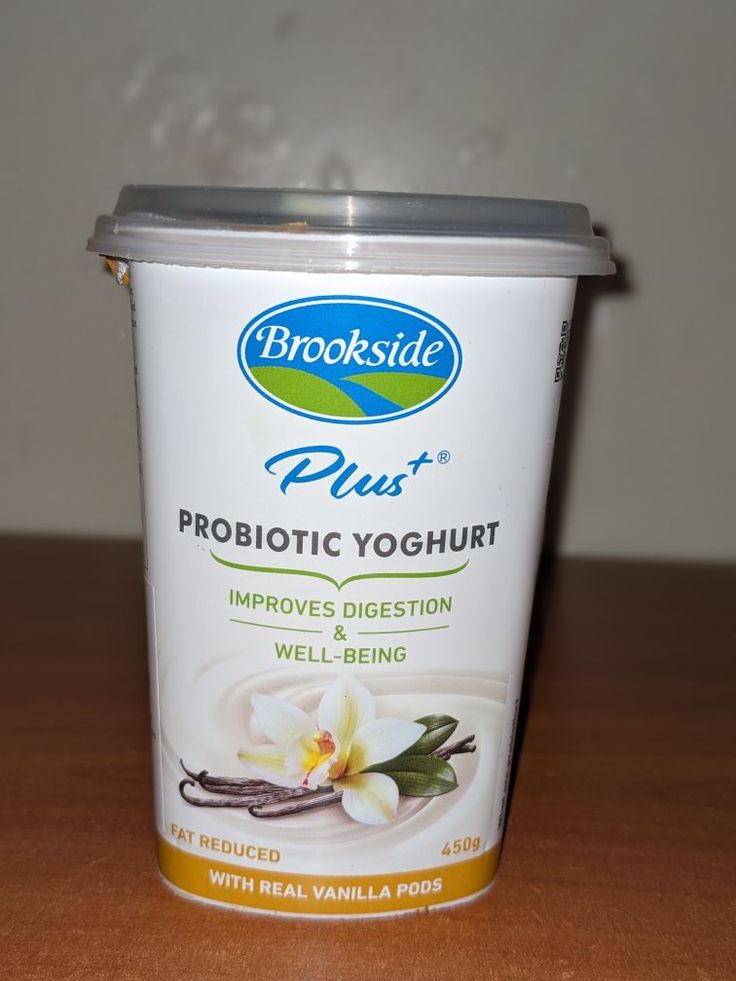 Brookside
Plus+®
PROBIOTIC YOGHURT
IMPROVES DIGESTION
&
WELL-BEING
FAT REDUCED
450g
WITH REAL VANILLA PODS